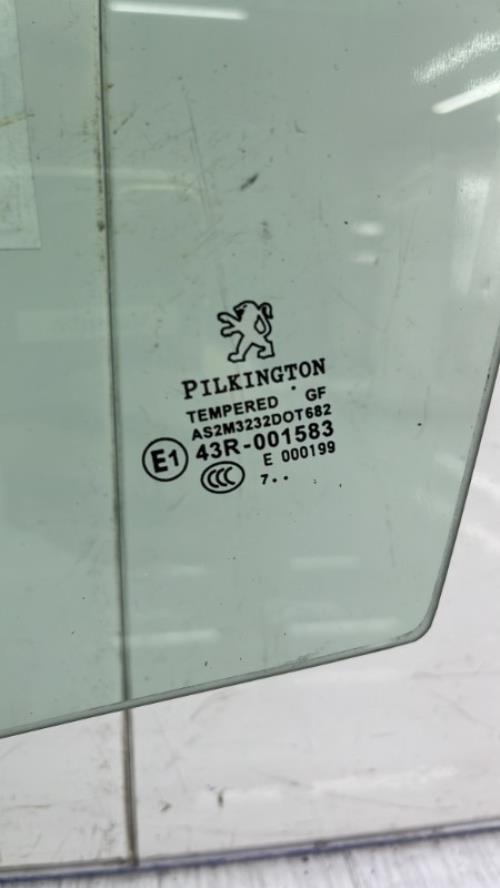 PILKINGTON
TEMPERED GF
AS2M3232DOT682
E1 43R-001583
E 000199
CCC 7..